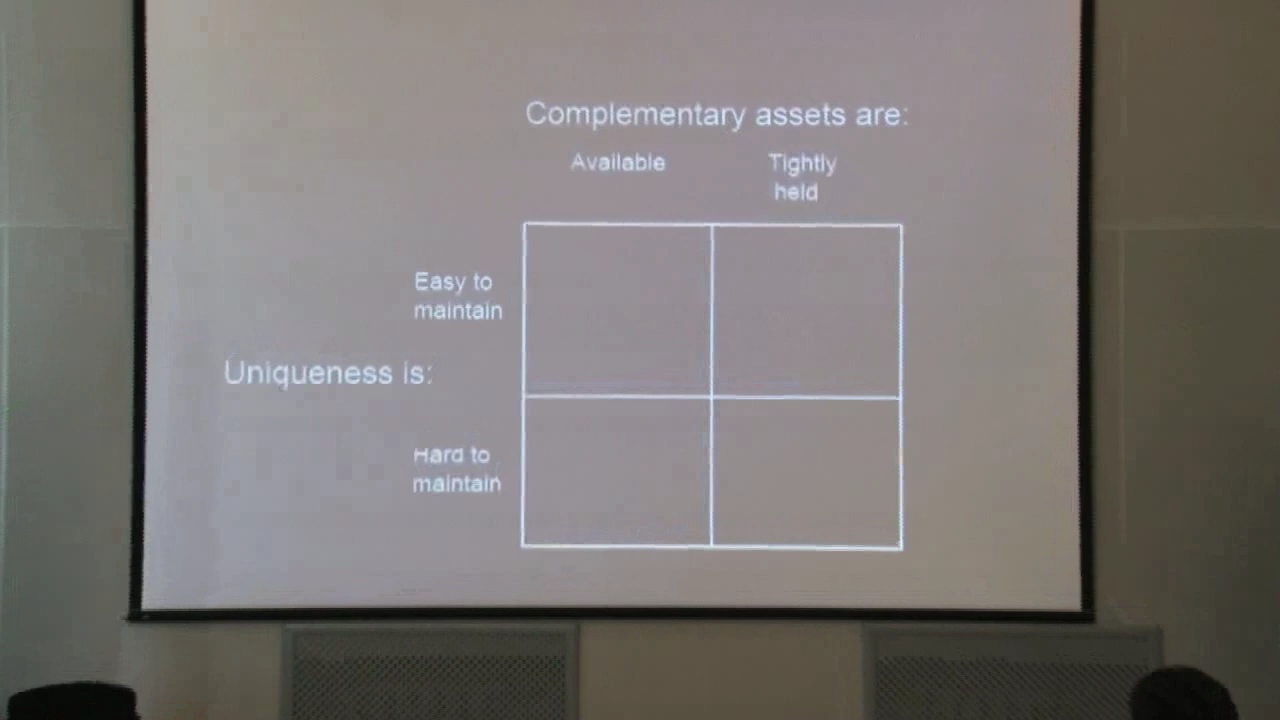 Complementary assets are:
Available
Tightly
held
Easy to
maintain
Uniqueness is:
Hard to
maintain